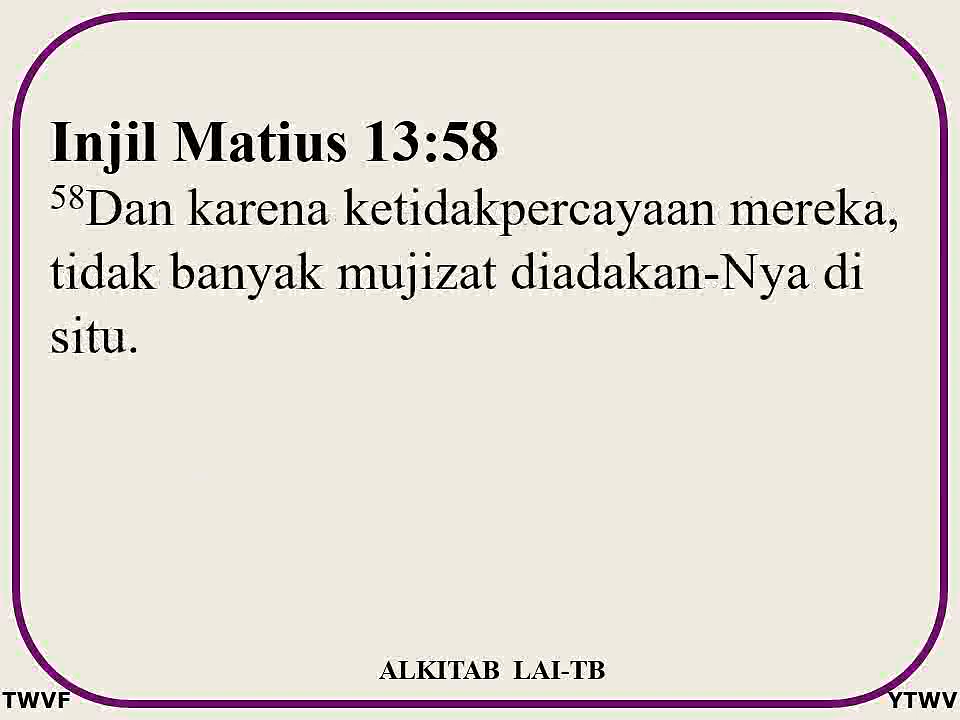 Injil Matius 13:58
58Dan karena ketidakpercayaan mereka,
tidak banyak mujizat diadakan-Nya di
situ.
ALKITAB LAI-TB
TWVF
YTWV